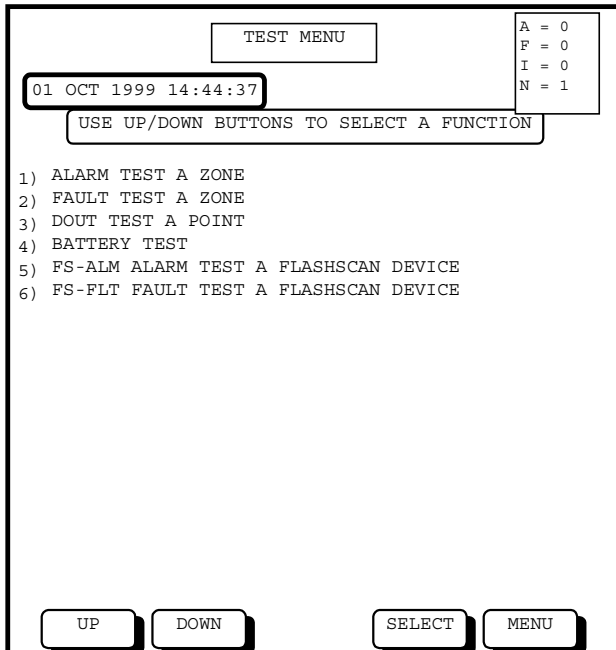 TEST MENU
A = 0
F = 0
I = 0
N = 1
01 OCT 1999 14:44:37
USE UP/DOWN BUTTONS TO SELECT A FUNCTION
1) ALARM TEST A ZONE
2) FAULT TEST A ZONE
3) DOUT TEST A POINT
4) BATTERY TEST
5) FS-ALM ALARM TEST A FLASHSCAN DEVICE
6) FS-FLT FAULT TEST A FLASHSCAN DEVICE
UP DOWN SELECT MENU